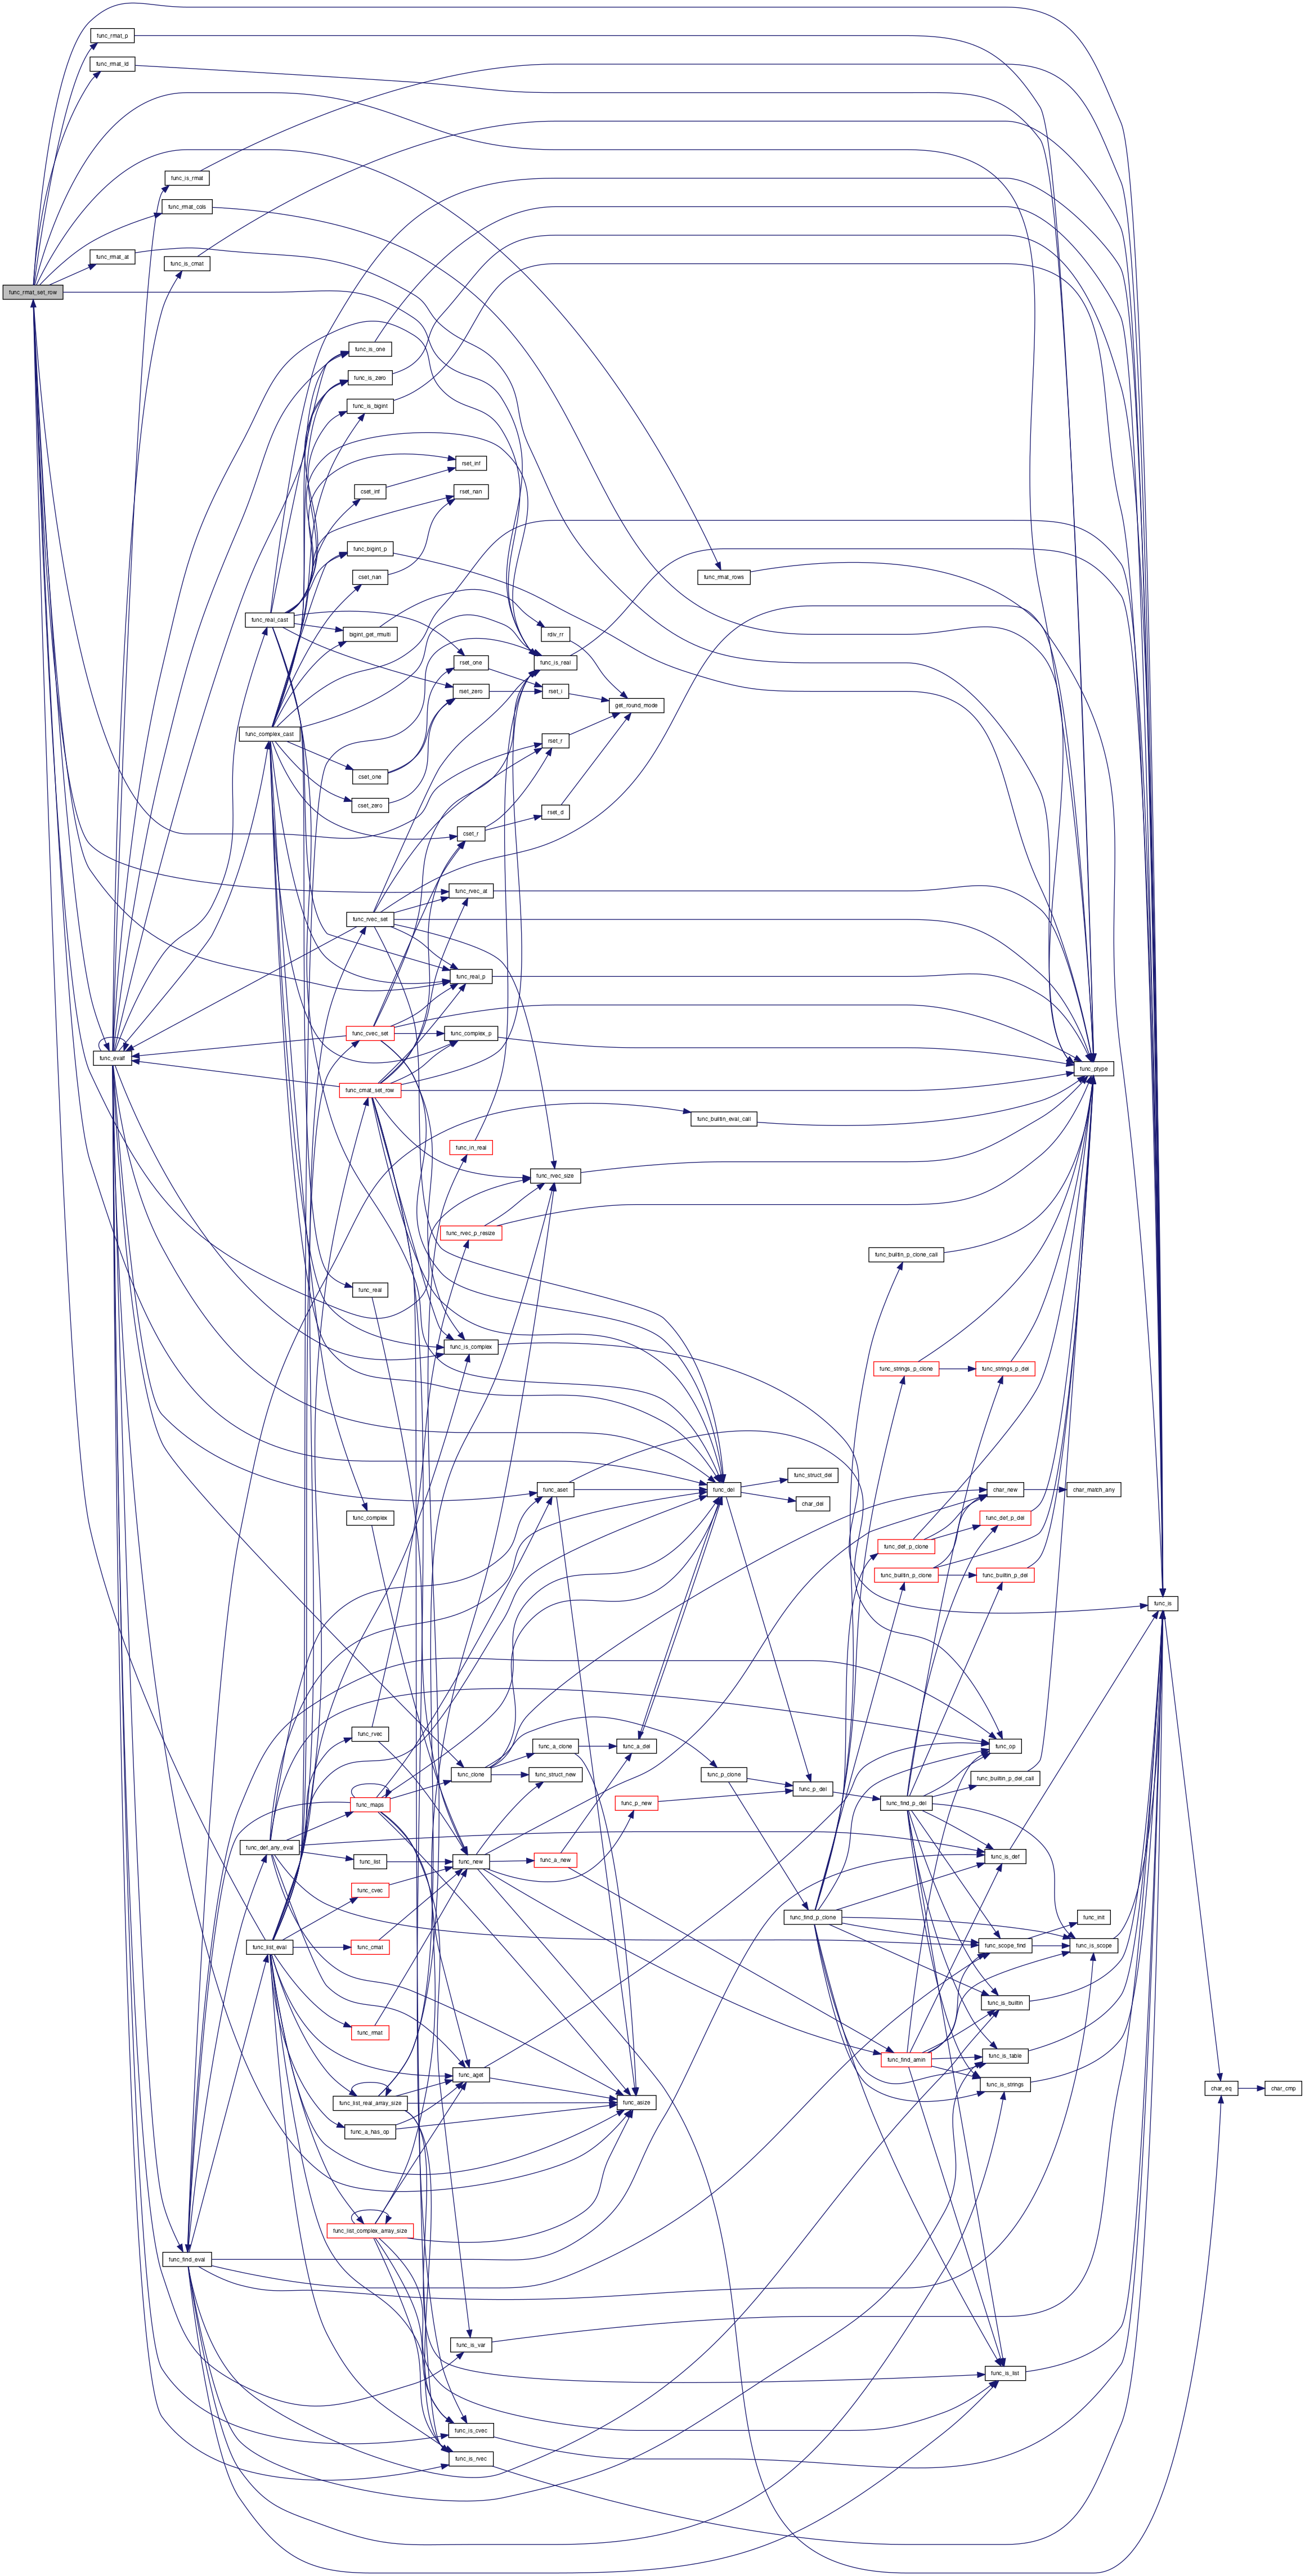 func_rmat_p
func_rmat_id
func_is_rmat
func_rmat_cols
func_rmat_at
func_is_cmat
func_rmat_set_row
func_is_one
func_is_zero
func_is_bigint
rset_inf
cset_inf
rset_nan
func_bigint_p
cset_nan
func_rmat_rows
func_real_cast
bigint_get_rmulti
rdiv_rr
rset_one
func_is_real
rset_zero
rset_i
get_round_mode
func_complex_cast
rset_r
cset_one
cset_zero
rset_d
cset_r
func_rvec_at
func_rvec_set
func_real_p
func_cvec_set
func_complex_p
func_evalf
func_ptype
func_cmat_set_row
func_builtin_eval_call
func_in_real
func_rvec_size
func_rvec_p_resize
func_builtin_p_clone_call
func_real
func_is_complex
func_strings_p_clone
func_strings_p_del
func_struct_del
func_aset
func_del
char_new
char_match_any
char_del
func_complex
func_def_p_del
func_def_p_clone
func_builtin_p_clone
func_builtin_p_del
func_is
func_rvec
func_a_clone
func_a_del
func_op
func_clone
func_struct_new
func_p_clone
func_builtin_p_del_call
func_p_del
func_maps
func_p_new
func_find_p_del
func_def_any_eval
func_is_def
func_list
func_new
func_a_new
func_cvec
func_find_p_clone
func_init
func_list_eval
func_cmat
func_scope_find
func_is_scope
func_is_builtin
func_rmat
func_is_table
func_find_amin
func_aget
func_is_strings
char_eq
char_cmp
func_list_real_array_size
func_asize
func_a_has_op
func_list_complex_array_size
func_find_eval
func_is_var
func_is_list
func_is_cvec
func_is_rvec